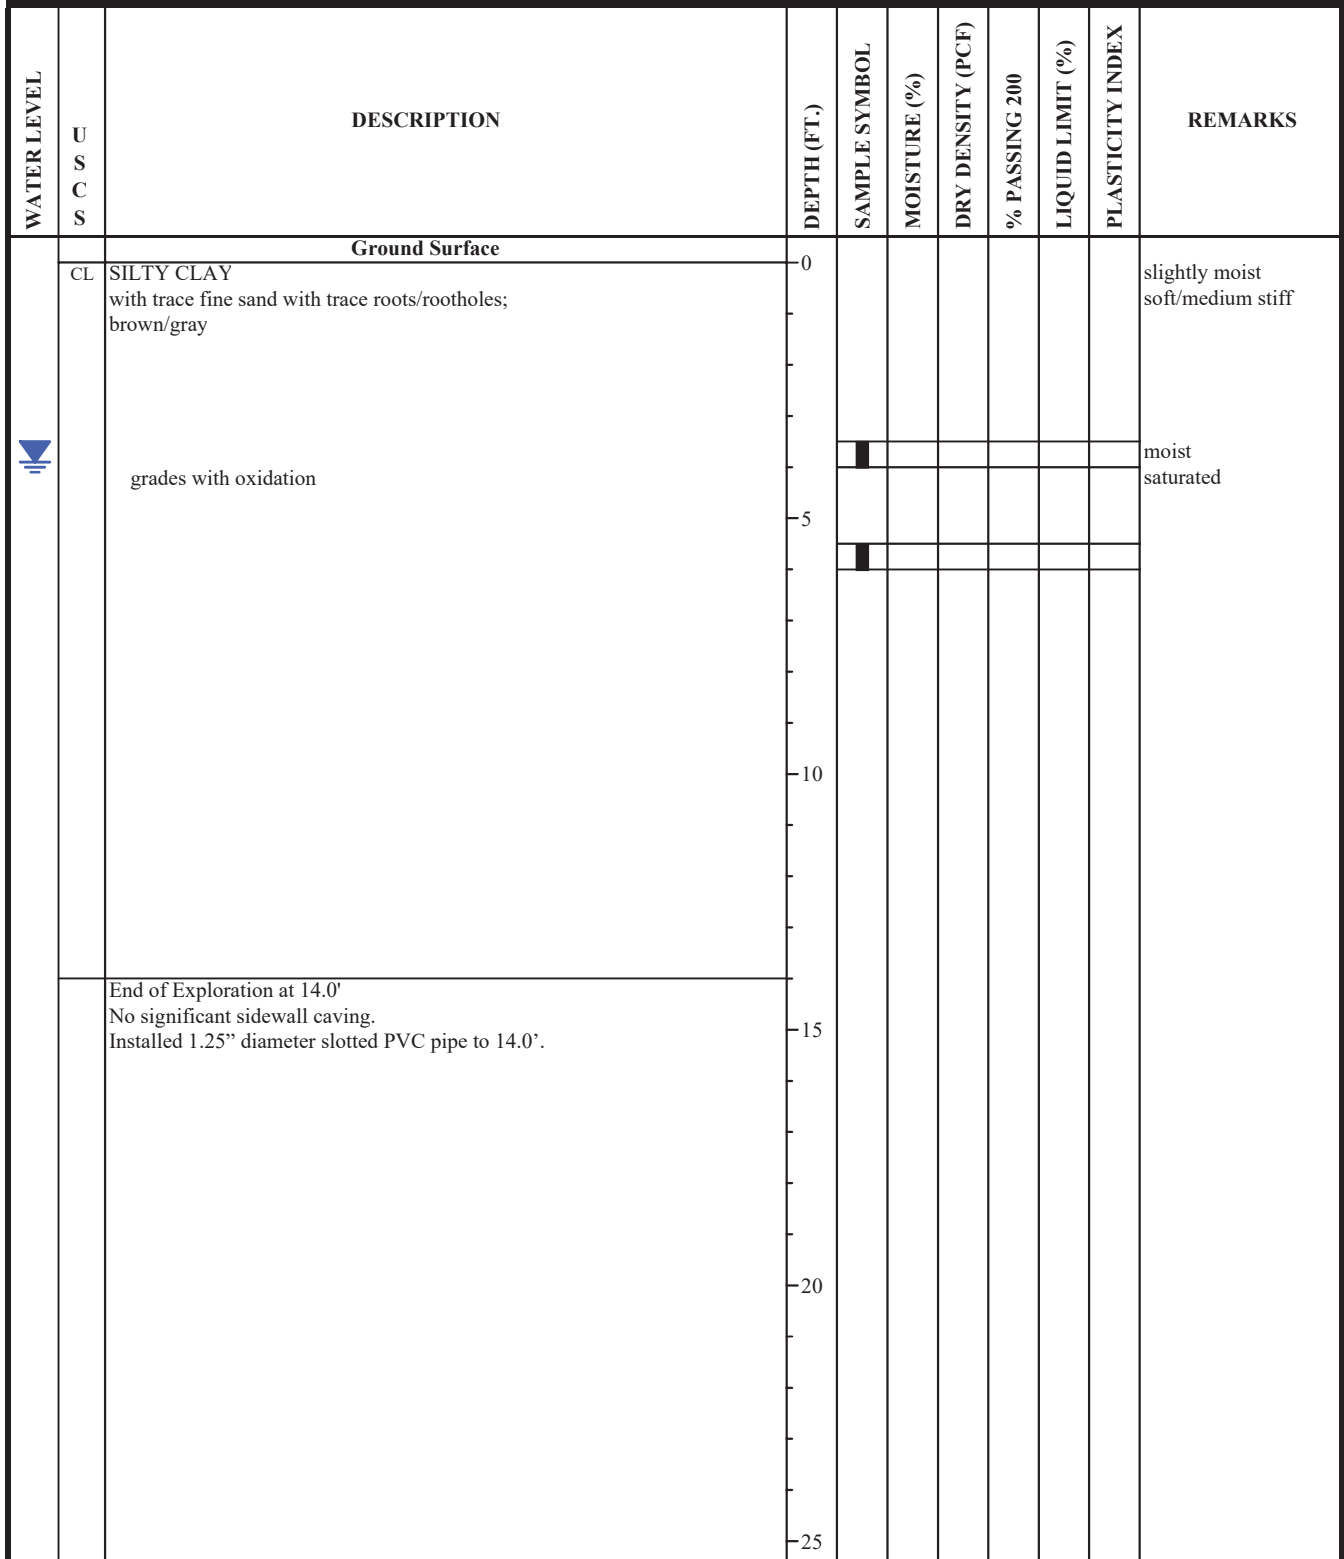 WATER LEVEL
U
S
C
S
DESCRIPTION
DEPTH (FT.)
SAMPLE SYMBOL
MOISTURE (%)
DRY DENSITY (PCF)
% PASSING 200
LIQUID LIMIT (%)
PLASTICITY INDEX
REMARKS
Ground Surface
0
CL SILTY CLAY
with trace fine sand with trace roots/rootholes;
brown/gray
slightly moist
soft/medium stiff
moist
grades with oxidation
saturated
5
10
End of Exploration at 14.0'
No significant sidewall caving.
Installed 1.25” diameter slotted PVC pipe to 14.0’.
15
20
25